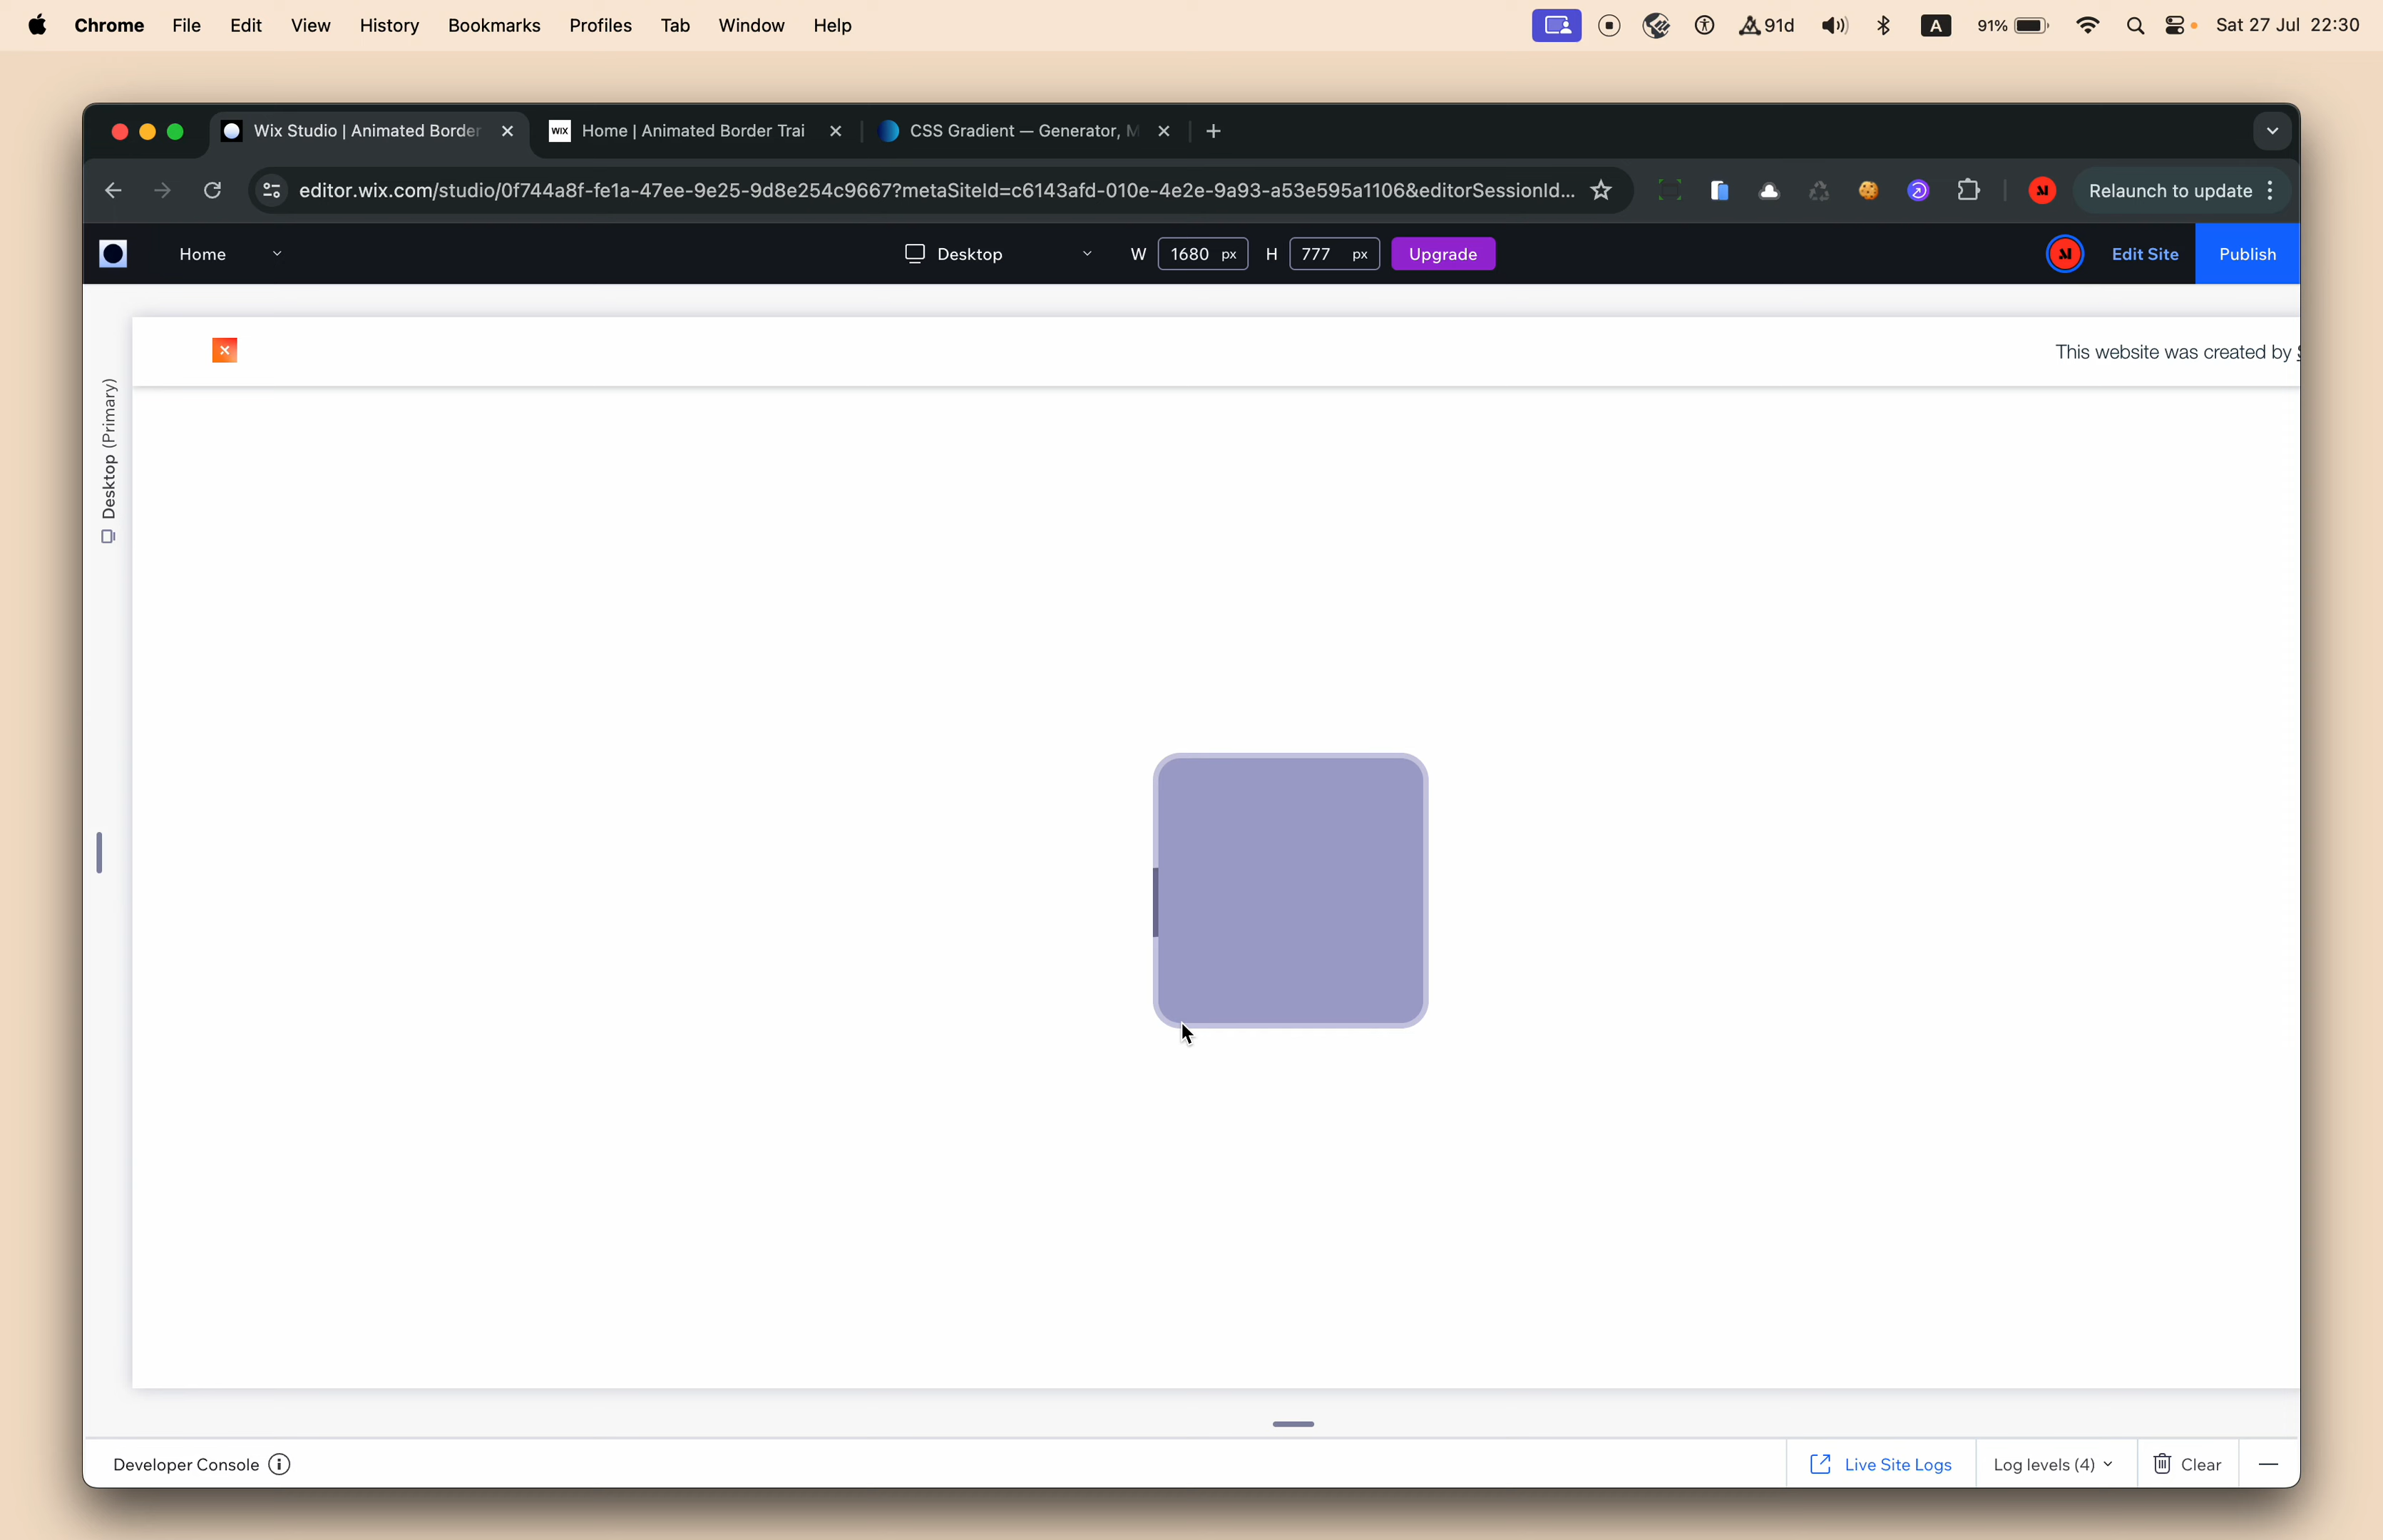 Chrome File Edit View History Bookmarks Profiles Tab Window Help 91d A 91% Sat 27 Jul 22:30
Wix Studio | Animated Border WIX Home | Animated Border Trai CSS Gradient — Generator, M
editor.wix.com/studio/0f744a8f-fe1a-47ee-9e25-9d8e254c9667?metaSiteId=c6143afd-010e-4e2e-9a93-a53e595a1106&editorSessionId... Relaunch to update
Home Desktop W 1680 px H 777 px Upgrade Edit Site Publish
This website was created by
Desktop (Primary)
Developer Console Live Site Logs Log levels (4) Clear